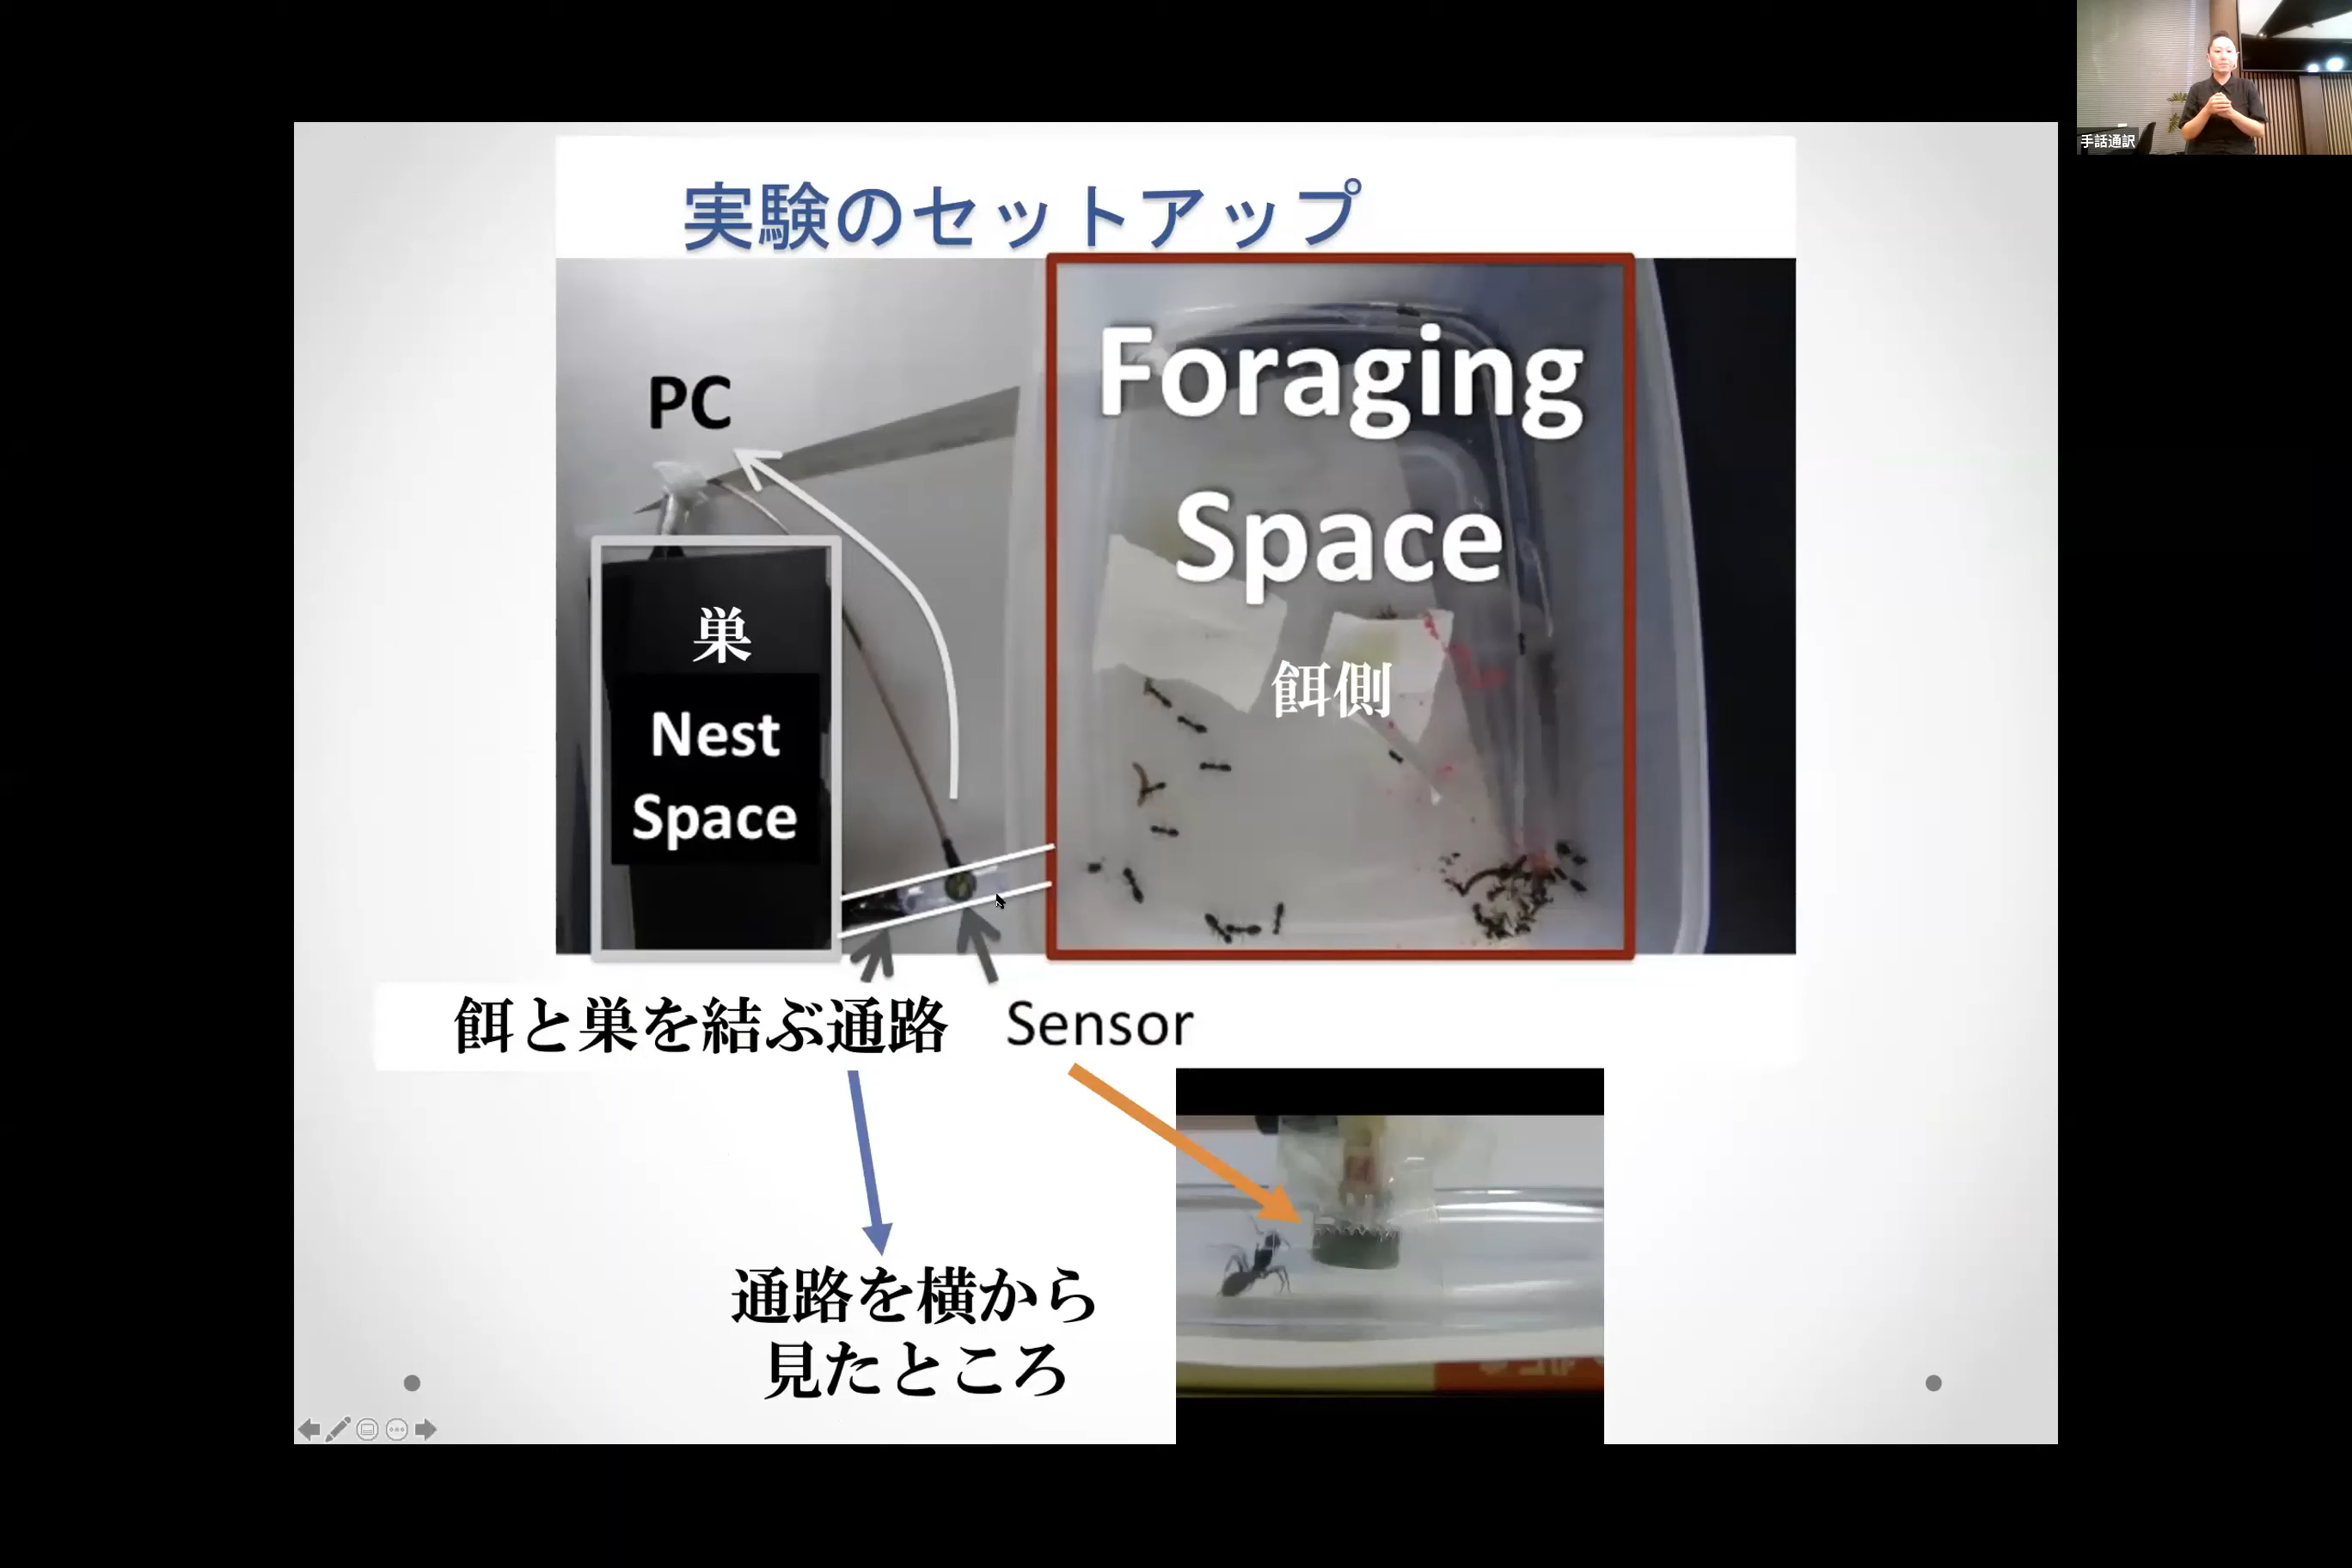 手話通訳
実験のセットアップ
PC
Foraging
Space
餌側
巣
Nest
Space
餌と巣を結ぶ通路
Sensor
通路を横から
見たところ